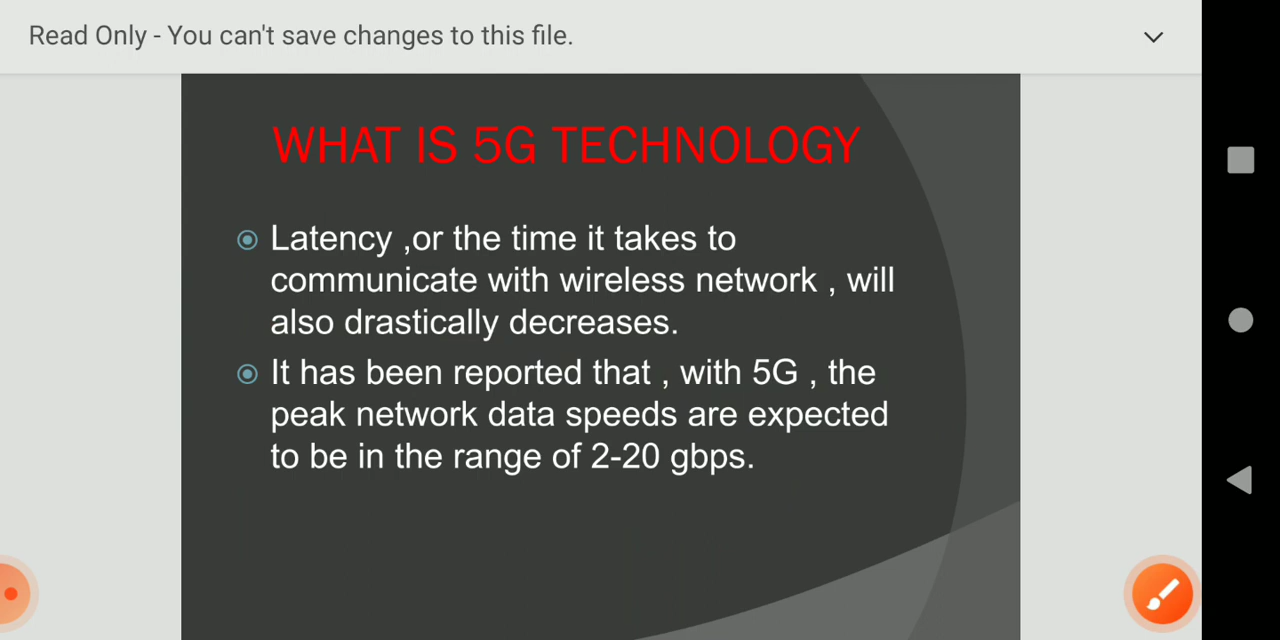 Read Only - You can't save changes to this file.
WHAT IS 5G TECHNOLOGY
Latency ,or the time it takes to
communicate with wireless network , will
also drastically decreases.
It has been reported that , with 5G , the
peak network data speeds are expected
to be in the range of 2-20 gbps.